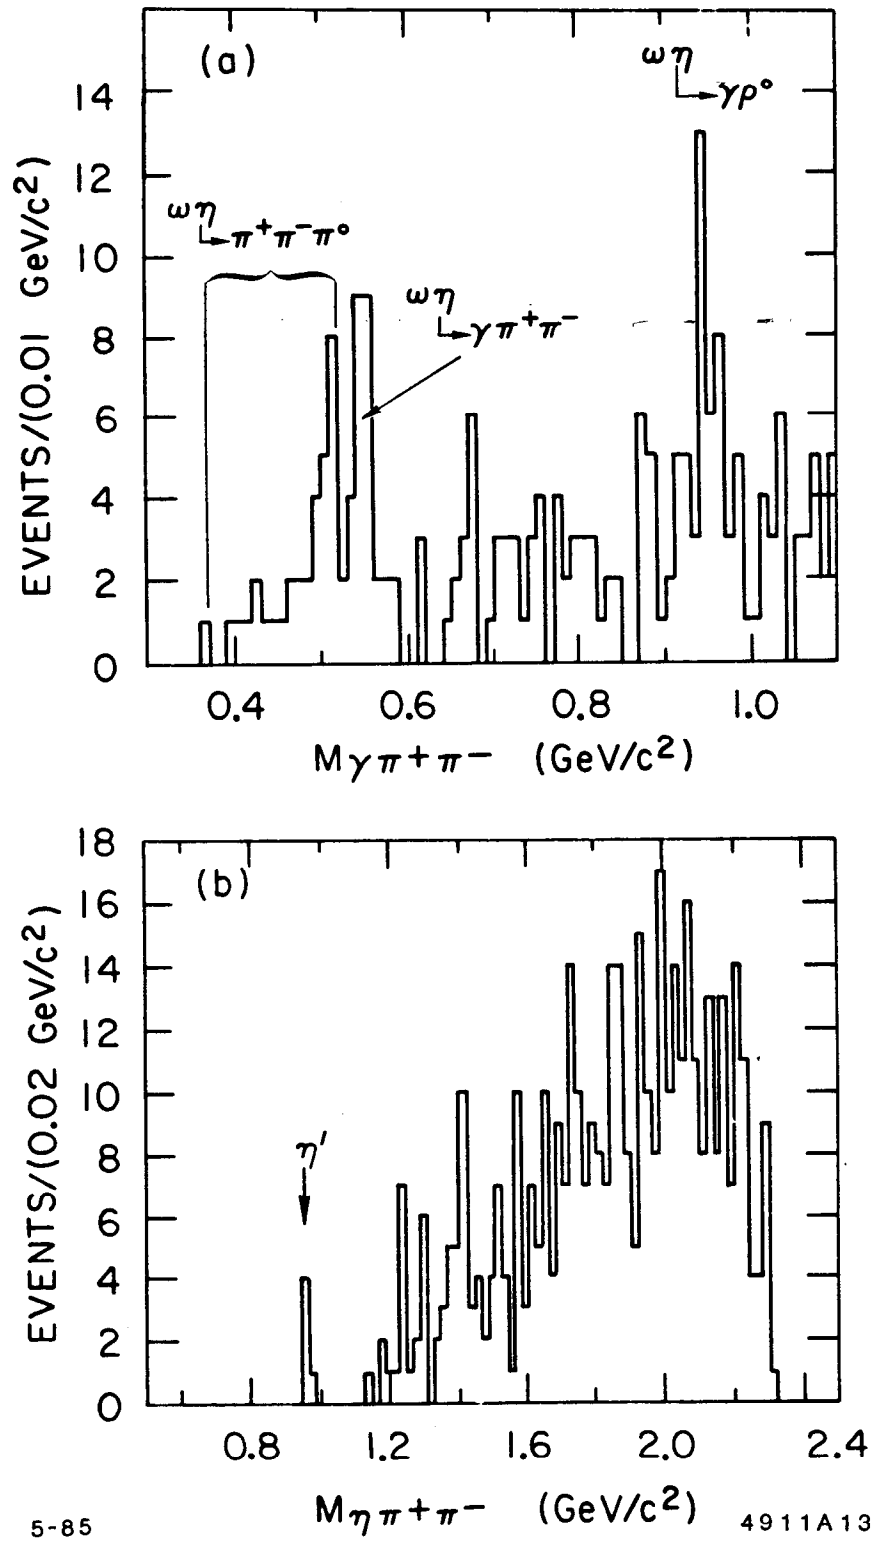 (a)
ωη
γρ°
14
12
ωη
π+π-π°
10
ωη
γπ+π-
8
6
4
2
0
EVENTS/(0.01 GeV/c²)
0.4 0.6 0.8 1.0
Mγπ+π- (GeV/c²)
18
(b)
16
14
12
10
η′
8
6
4
2
0
EVENTS/(0.02 GeV/c²)
0.8 1.2 1.6 2.0 2.4
Mηπ+π- (GeV/c²)
5-85 4911A13